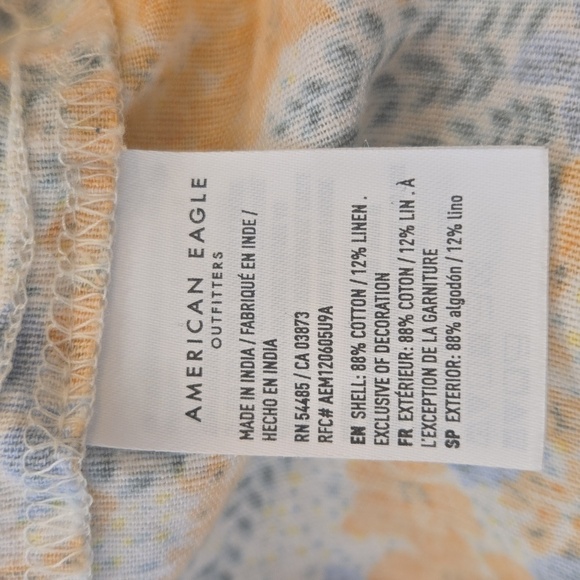 AMERICAN EAGLE
OUTFITTERS
MADE IN INDIA / FABRIQUÉ EN INDE /
HECHO EN INDIA
RN 54485 / CA 03873
RFC# AEM120605U9A
EN SHELL: 88% COTTON / 12% LINEN .
EXCLUSIVE OF DECORATION
FR EXTÉRIEUR: 88% COTON / 12% LIN . À
L'EXCEPTION DE LA GARNITURE
SP EXTERIOR: 88% algodón / 12% lino